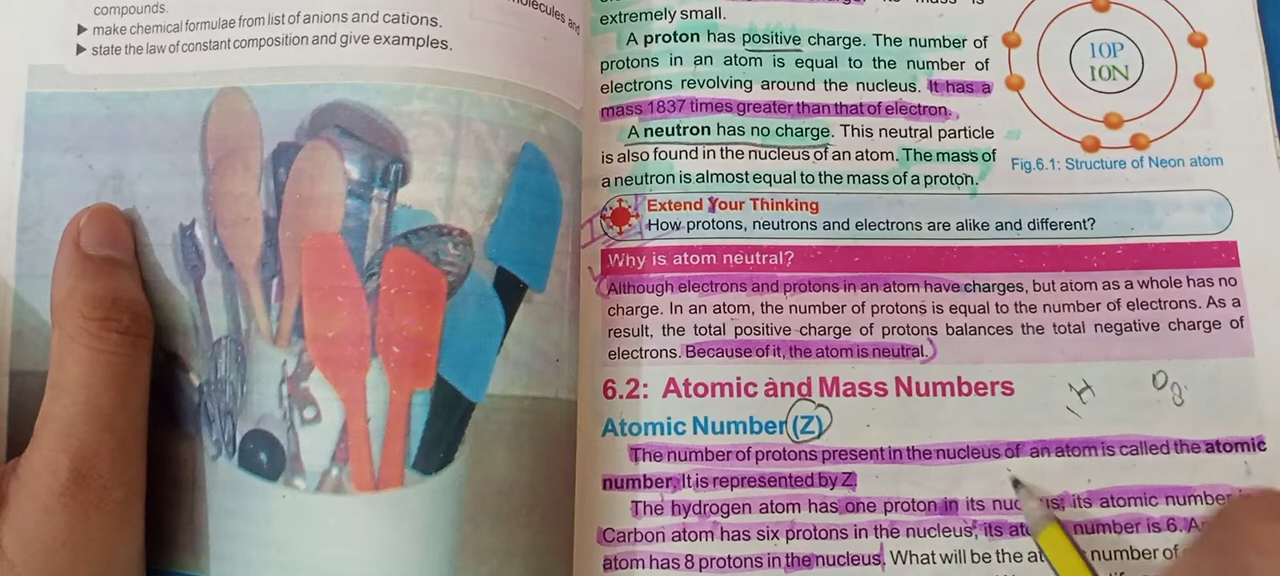 compounds.
▶ make chemical formulae from list of anions and cations.
▶ state the law of constant composition and give examples.
extremely small.
A proton has positive charge. The number of
protons in an atom is equal to the number of
electrons revolving around the nucleus. It has a
mass 1837 times greater than that of electron.
A neutron has no charge. This neutral particle
is also found in the nucleus of an atom. The mass of
a neutron is almost equal to the mass of a proton.
10P
10N
Fig.6.1: Structure of Neon atom
Extend Your Thinking
How protons, neutrons and electrons are alike and different?
Why is atom neutral?
Although electrons and protons in an atom have charges, but atom as a whole has no
charge. In an atom, the number of protons is equal to the number of electrons. As a
result, the total positive charge of protons balances the total negative charge of
electrons. Because of it, the atom is neutral.
6.2: Atomic and Mass Numbers
Atomic Number (Z)
The number of protons present in the nucleus of an atom is called the atomic
number. It is represented by Z.
The hydrogen atom has one proton in its its atomic number
Carbon atom has six protons in the nucleus; its number is 6.
atom has 8 protons in the nucleus. What will be the number of